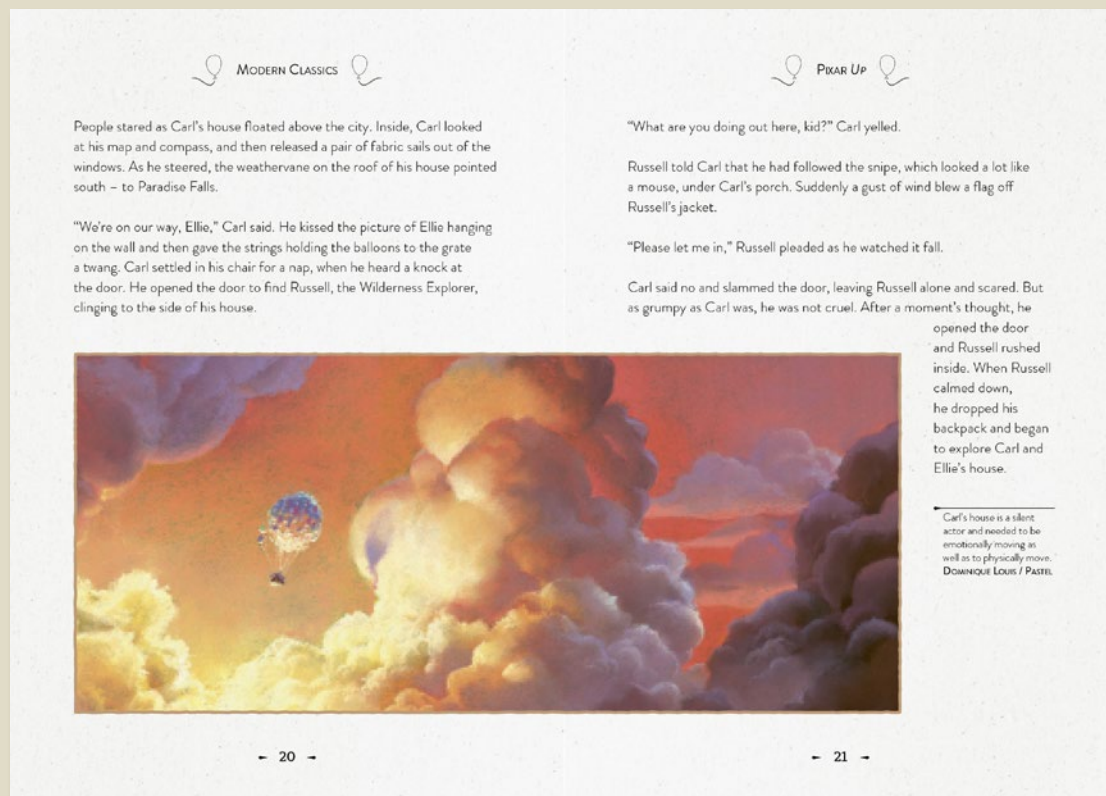 Modern Classics
People stared as Carl's house floated above the city. Inside, Carl looked
at his map and compass, and then released a pair of fabric sails out of the
windows. As he steered, the weathervane on the roof of his house pointed
south – to Paradise Falls.
“We're on our way, Ellie,” Carl said. He kissed the picture of Ellie hanging
on the wall and then gave the strings holding the balloons to the grate
a twang. Carl settled in his chair for a nap, when he heard a knock at
the door. He opened the door to find Russell, the Wilderness Explorer,
clinging to the side of his house.
20
Pixar Up
“What are you doing out here, kid?” Carl yelled.
Russell told Carl that he had followed the snipe, which looked a lot like
a mouse, under Carl's porch. Suddenly a gust of wind blew a flag off
Russell's jacket.
“Please let me in,” Russell pleaded as he watched it fall.
Carl said no and slammed the door, leaving Russell alone and scared. But
as grumpy as Carl was, he was not cruel. After a moment's thought, he
opened the door
and Russell rushed
inside. When Russell
calmed down,
he dropped his
backpack and began
to explore Carl and
Ellie's house.
Carl's house is a silent
actor and needed to be
emotionally moving as
well as to physically move.
Dominique Louis / Pastel
21